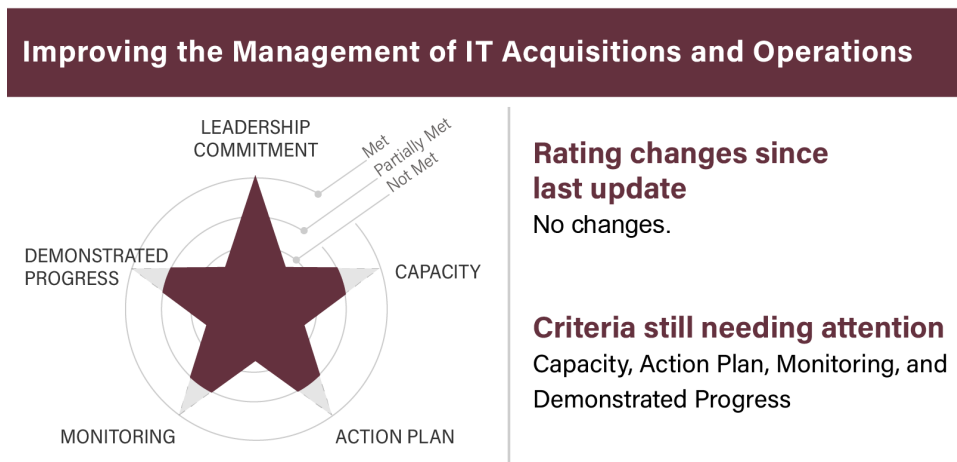 Improving the Management of IT Acquisitions and Operations
LEADERSHIP
COMMITMENT
Met
Partially Met
Not Met
DEMONSTRATED
PROGRESS
CAPACITY
MONITORING
ACTION PLAN
Rating changes since
last update
No changes.
Criteria still needing attention
Capacity, Action Plan, Monitoring, and
Demonstrated Progress